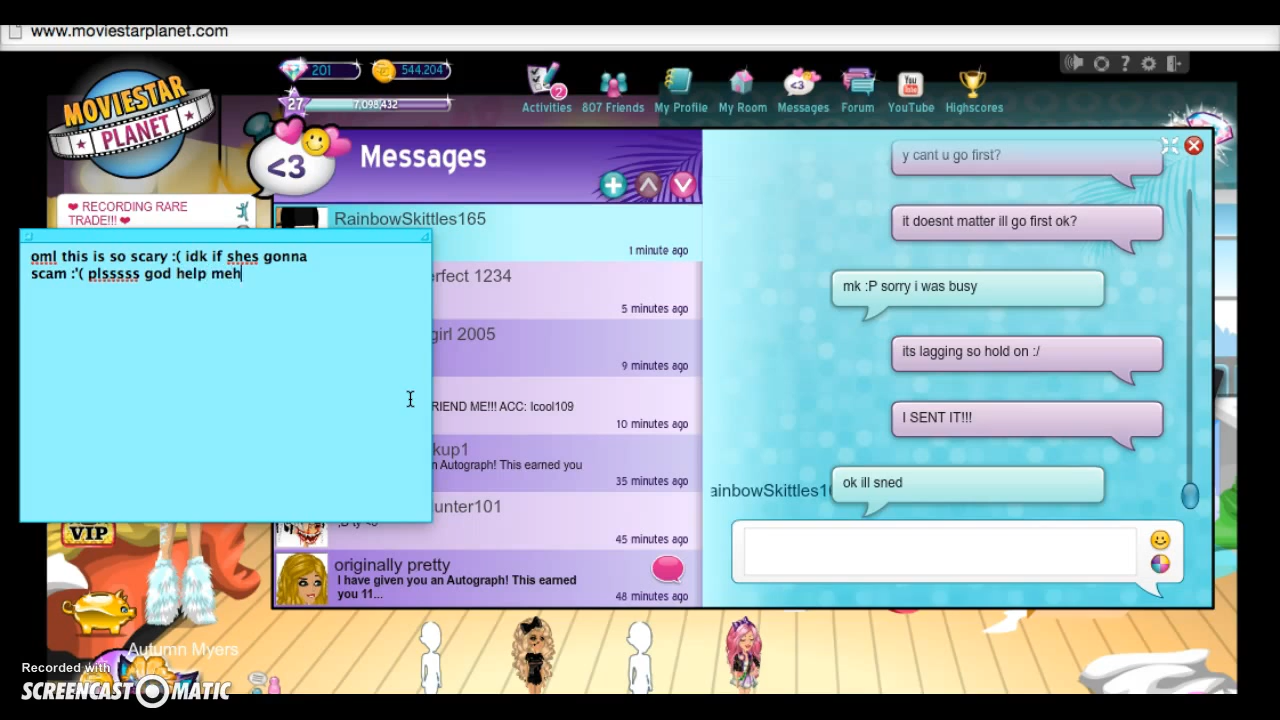 www.moviestarplanet.com
MOVIESTAR
PLANET
201
544.204
27
7,098,432
2
Activities
807 Friends
My Profile
My Room
<3
Messages
Forum
You
Tube
YouTube
Highscores
<3
Messages
❤ RECORDING RARE
TRADE!!! ❤
oml this is so scary :( idk if shes gonna
scam :'( plsssss god help meh
RainbowSkittles165
1 minute ago
erfect 1234
5 minutes ago
girl 2005
9 minutes ago
RIEND ME!!! ACC: lcool109
10 minutes ago
kup1
n Autograph! This earned you
35 minutes ago
unter101
45 minutes ago
originally pretty
I have given you an Autograph! This earned
you 11...
48 minutes ago
y cant u go first?
it doesnt matter ill go first ok?
mk :P sorry i was busy
its lagging so hold on :/
I SENT IT!!!
ainbowSkittles1
ok ill sned
VIP
Autumn Myers
Recorded with
SCREENCAST MATIC